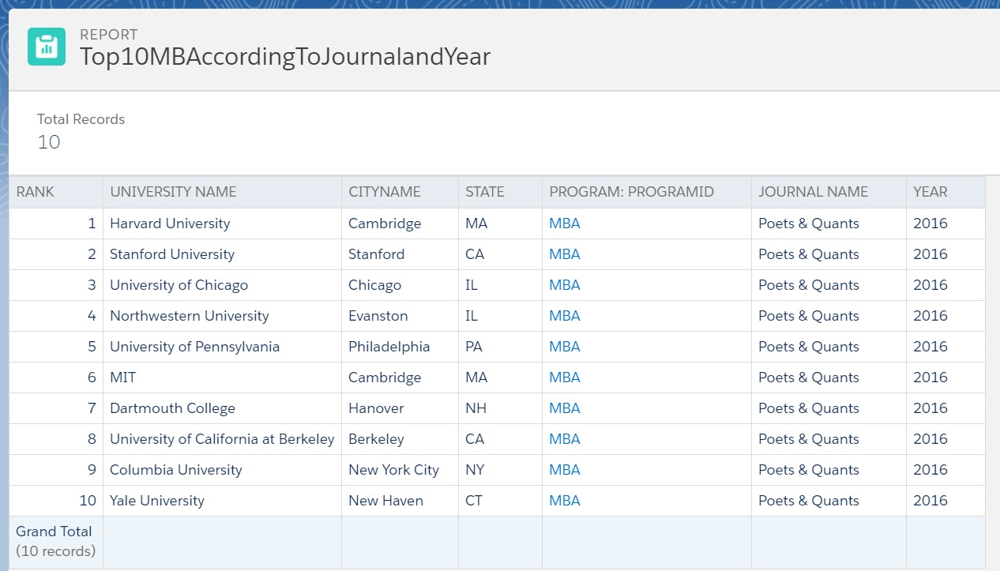 REPORT
Top10MBAccordingToJournalandYear
Total Records
10
RANK UNIVERSITY NAME CITYNAME STATE PROGRAM: PROGRAMID JOURNAL NAME YEAR
1 Harvard University Cambridge MA MBA Poets & Quants 2016
2 Stanford University Stanford CA MBA Poets & Quants 2016
3 University of Chicago Chicago IL MBA Poets & Quants 2016
4 Northwestern University Evanston IL MBA Poets & Quants 2016
5 University of Pennsylvania Philadelphia PA MBA Poets & Quants 2016
6 MIT Cambridge MA MBA Poets & Quants 2016
7 Dartmouth College Hanover NH MBA Poets & Quants 2016
8 University of California at Berkeley Berkeley CA MBA Poets & Quants 2016
9 Columbia University New York City NY MBA Poets & Quants 2016
10 Yale University New Haven CT MBA Poets & Quants 2016
Grand Total
(10 records)